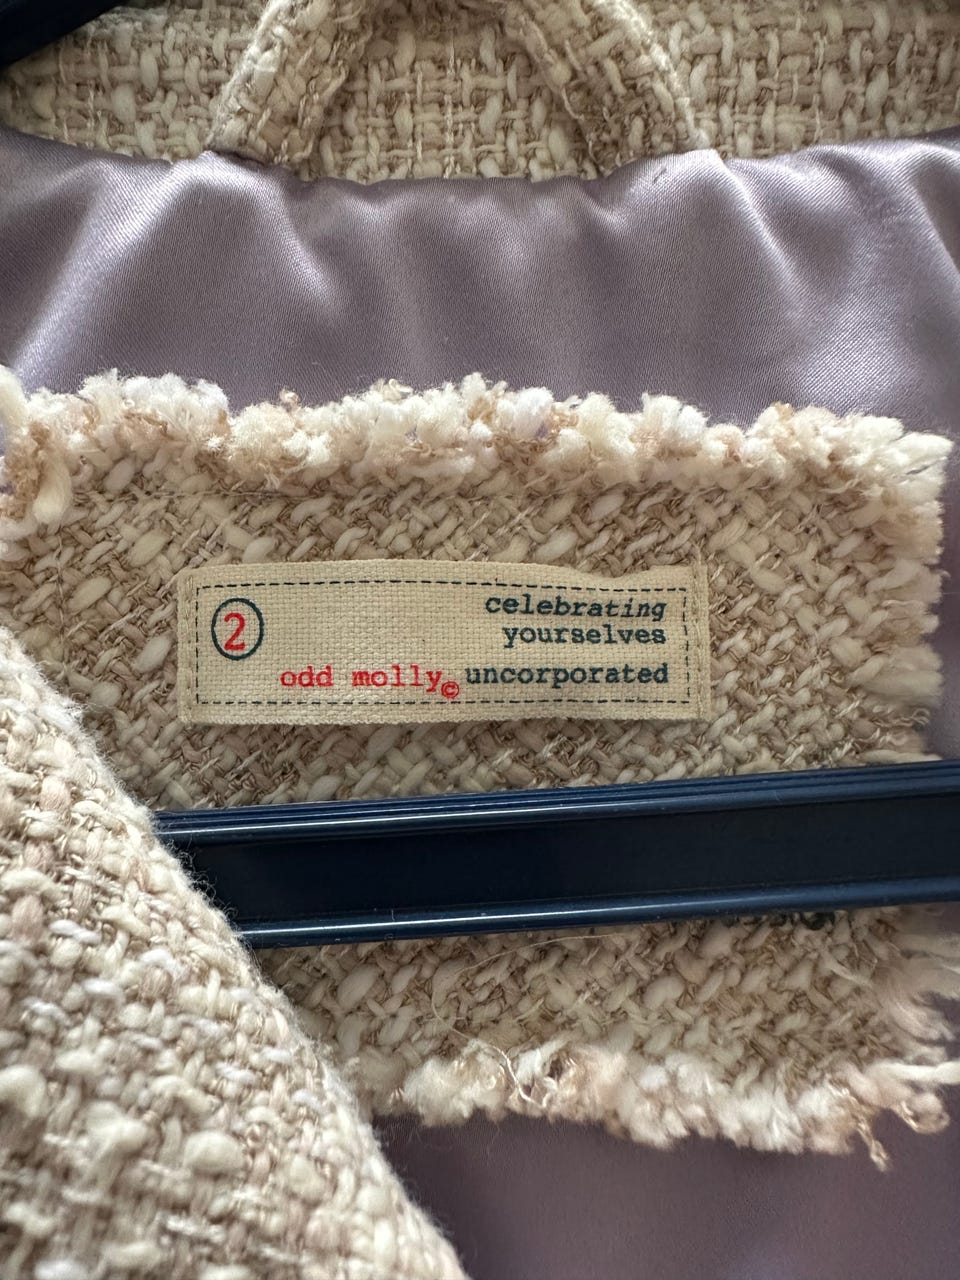 2
celebrating
yourselves
odd molly© uncorporated